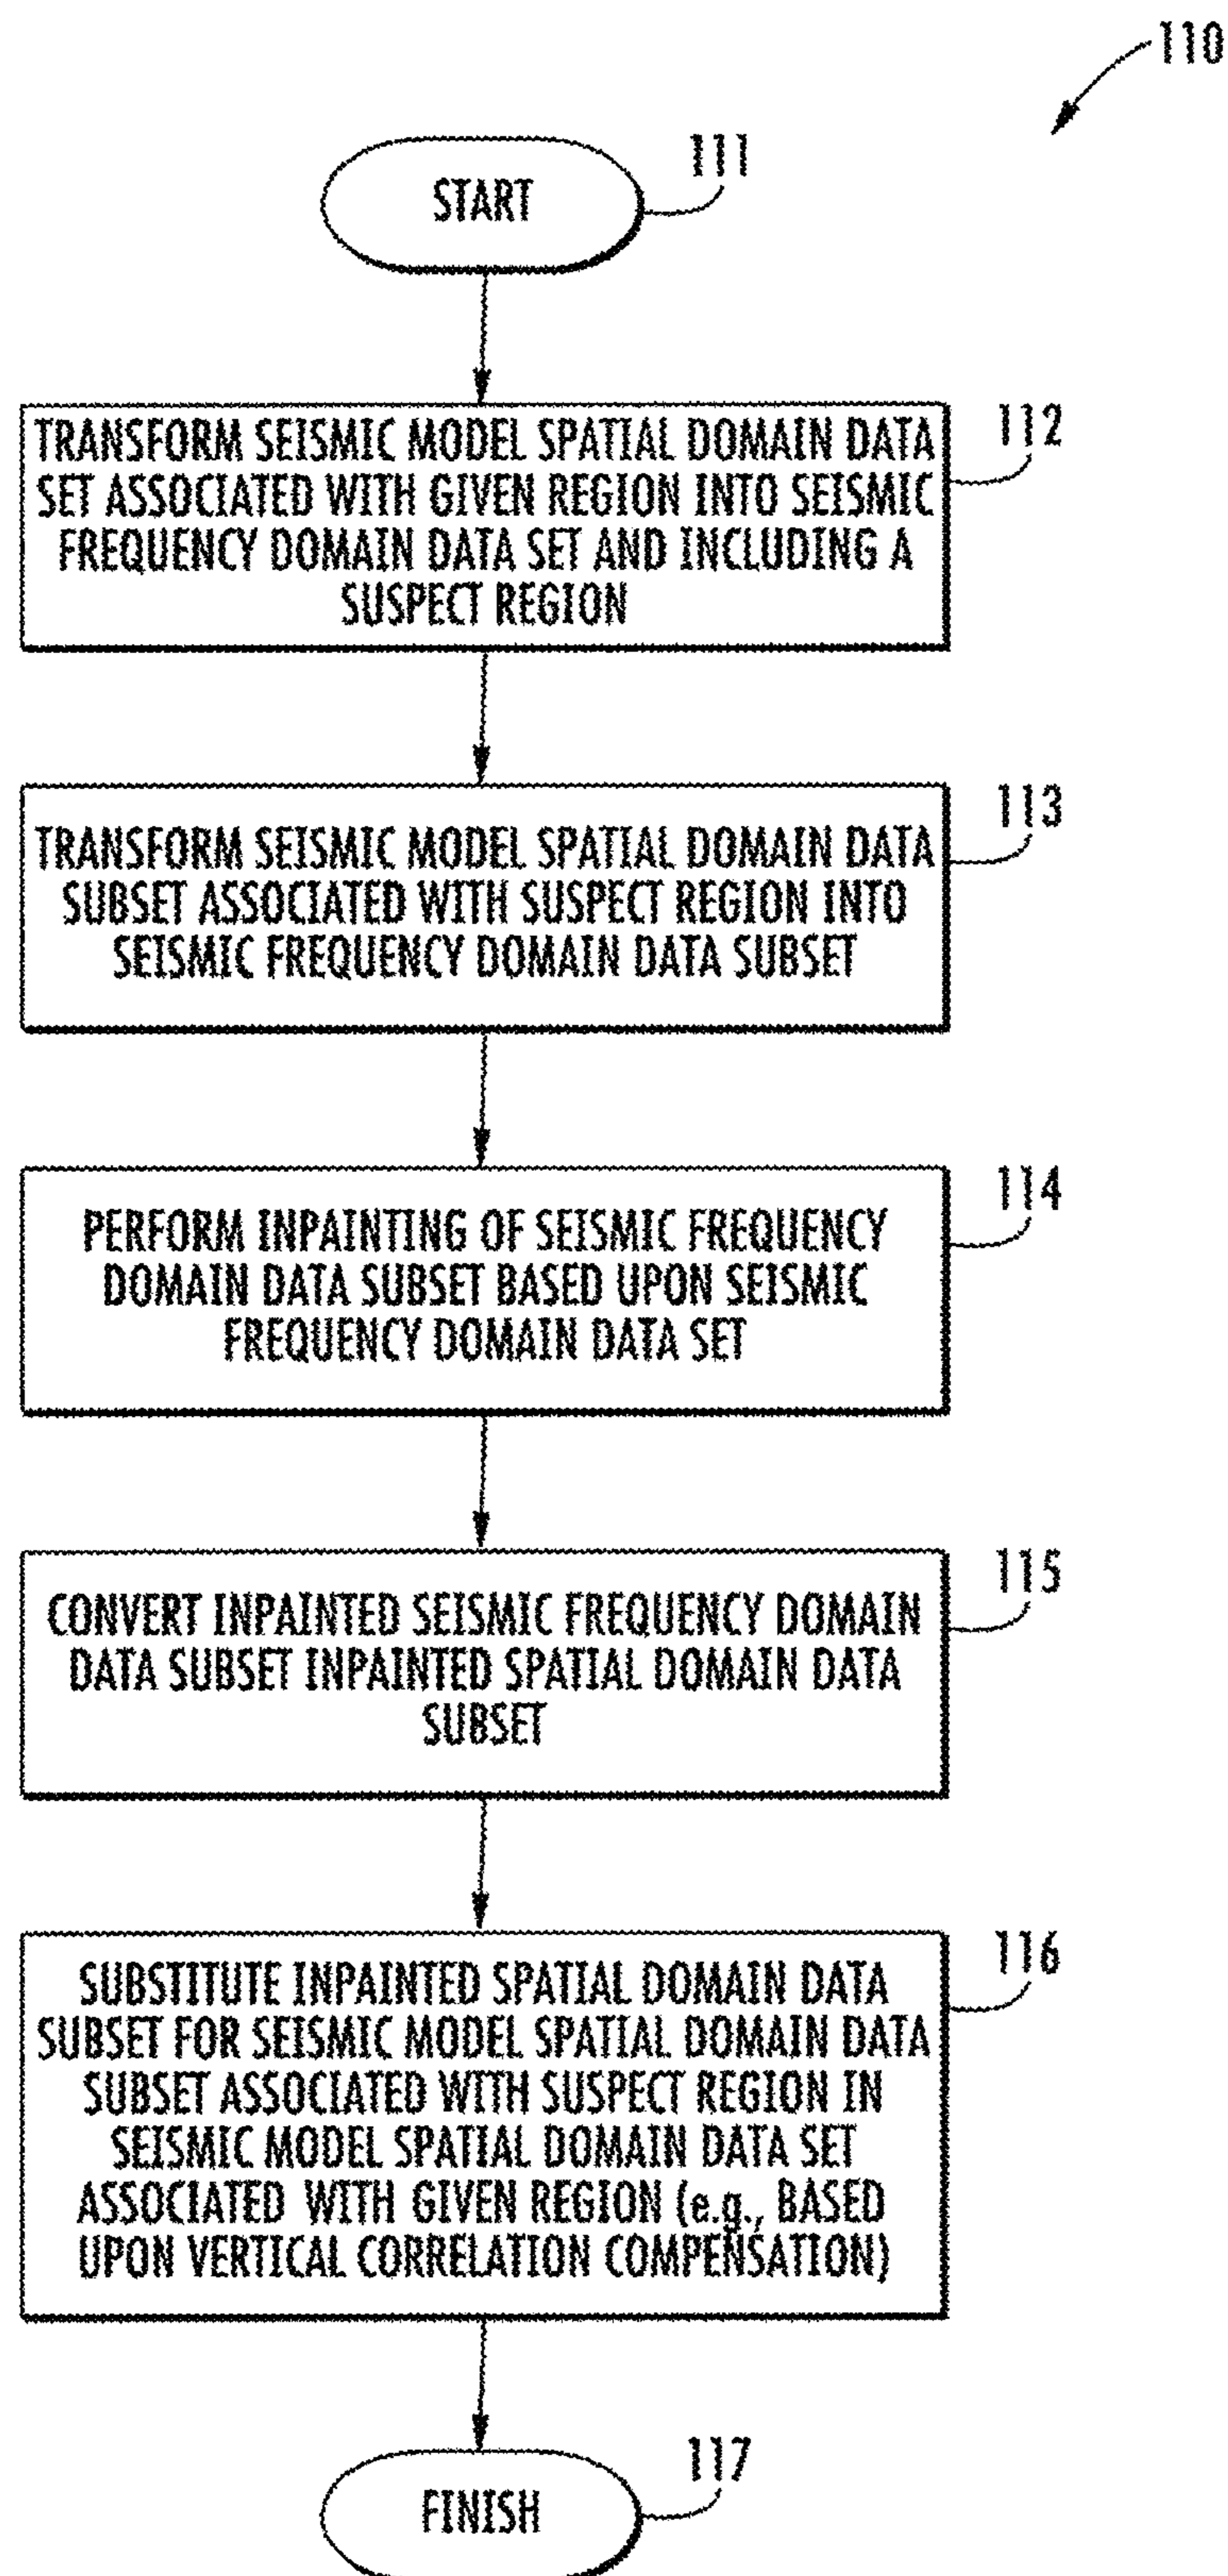 110
START
111
TRANSFORM SEISMIC MODEL SPATIAL DOMAIN DATA
SET ASSOCIATED WITH GIVEN REGION INTO SEISMIC
FREQUENCY DOMAIN DATA SET AND INCLUDING A
SUSPECT REGION
112
TRANSFORM SEISMIC MODEL SPATIAL DOMAIN DATA
SUBSET ASSOCIATED WITH SUSPECT REGION INTO
SEISMIC FREQUENCY DOMAIN DATA SUBSET
113
PERFORM INPAINTING OF SEISMIC FREQUENCY
DOMAIN DATA SUBSET BASED UPON SEISMIC
FREQUENCY DOMAIN DATA SET
114
CONVERT INPAINTED SEISMIC FREQUENCY DOMAIN
DATA SUBSET INPAINTED SPATIAL DOMAIN DATA
SUBSET
115
SUBSTITUTE INPAINTED SPATIAL DOMAIN DATA
SUBSET FOR SEISMIC MODEL SPATIAL DOMAIN DATA
SUBSET ASSOCIATED WITH SUSPECT REGION IN
SEISMIC MODEL SPATIAL DOMAIN DATA SET
ASSOCIATED WITH GIVEN REGION (e.g., BASED
UPON VERTICAL CORRELATION COMPENSATION)
116
FINISH
117